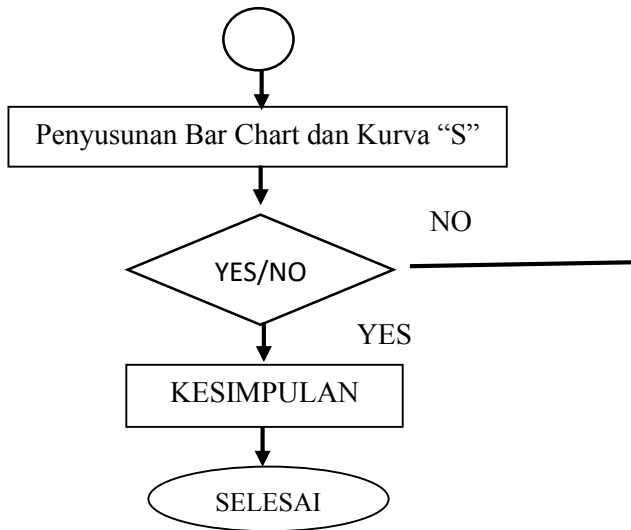 Penyusunan Bar Chart dan Kurva “S”
NO
YES/NO
YES
KESIMPULAN
SELESAI